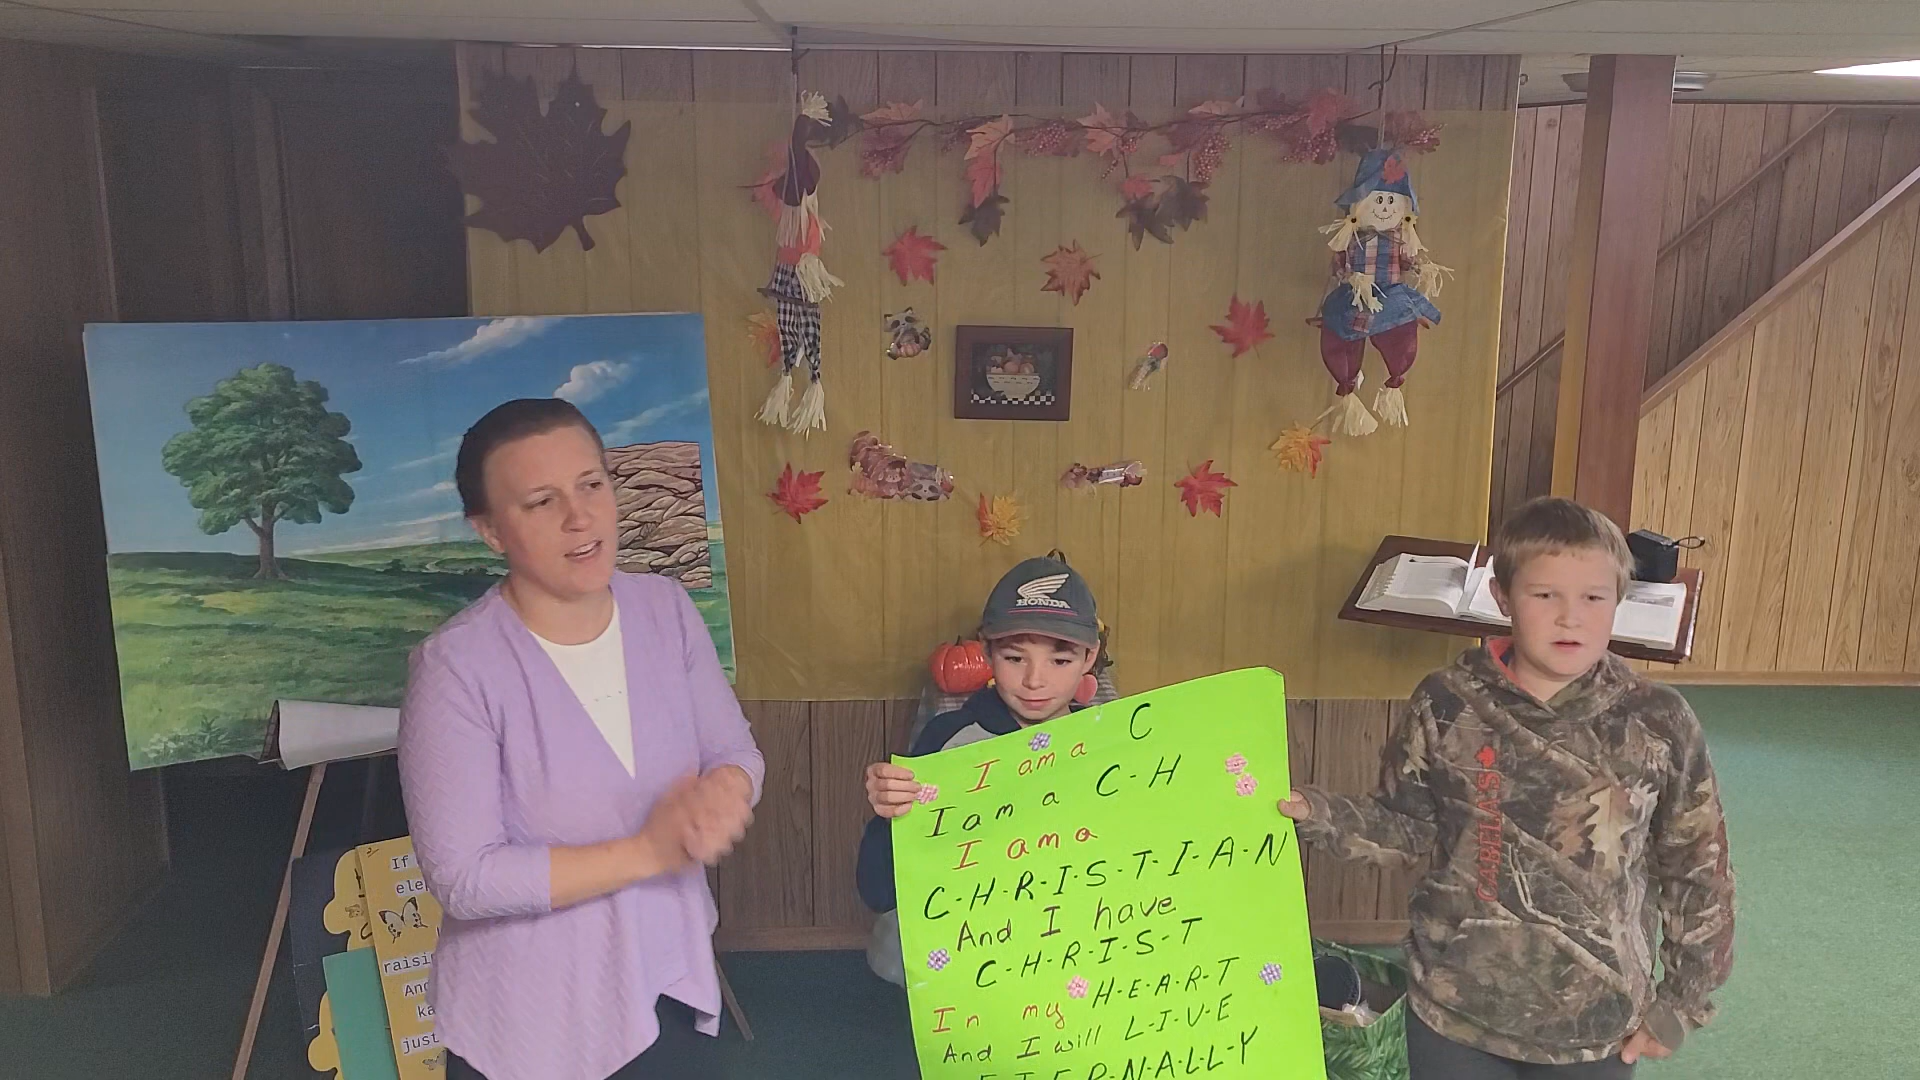 HONDA
I am a C
I am a C-H
I am a
C-H-R-I-S-T-I-A-N
And I have
C-H-R-I-S-T
In my H-E-A-R-T
And I will L-I-V-E
E-T-E-R-N-A-L-L-Y
CABELA'S
If
raisi
And
just